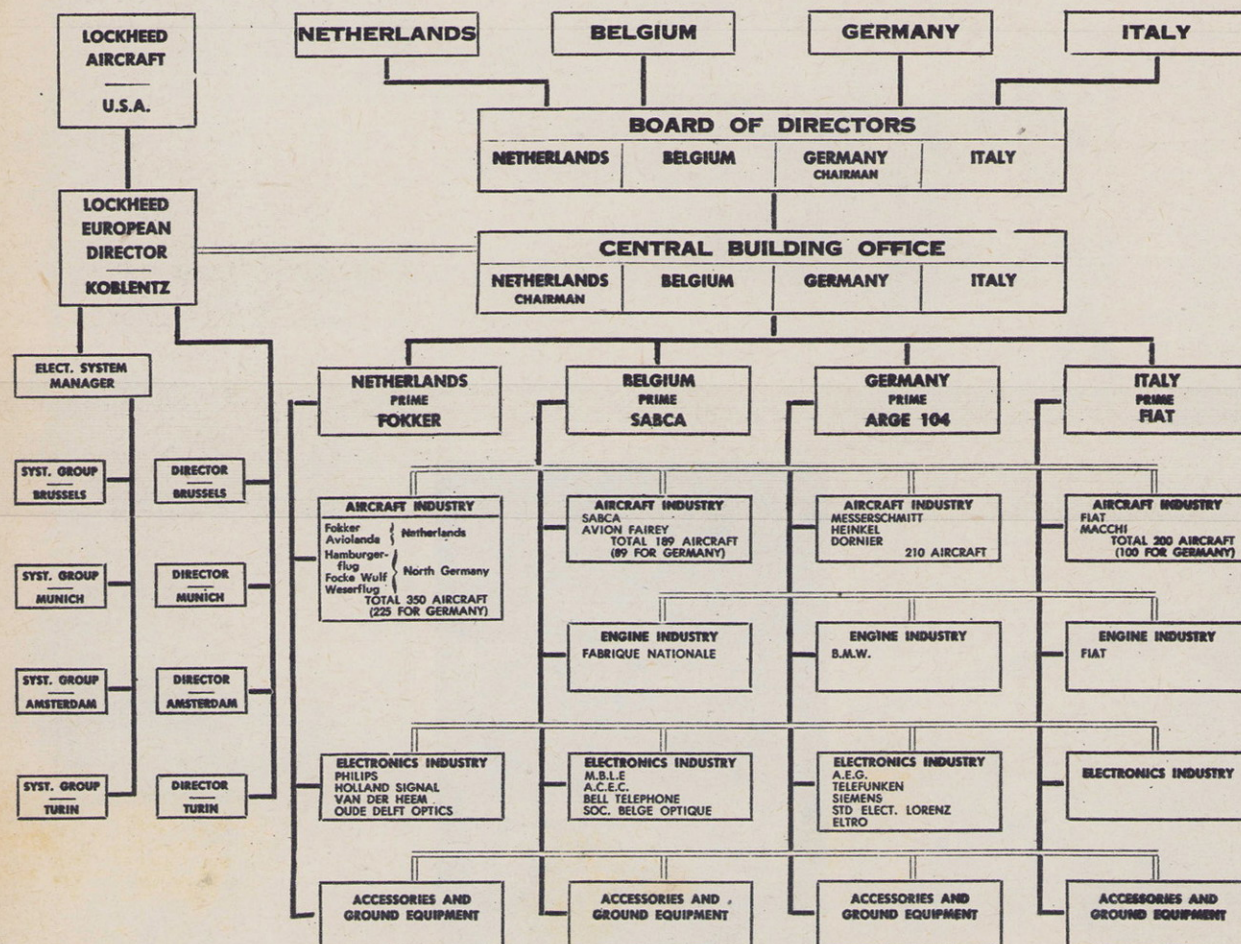 LOCKHEED
AIRCRAFT
U.S.A.
NETHERLANDS
BELGIUM
GERMANY
ITALY
BOARD OF DIRECTORS
NETHERLANDS
BELGIUM
GERMANY
CHAIRMAN
ITALY
LOCKHEED
EUROPEAN
DIRECTOR
KOBLENTZ
CENTRAL BUILDING OFFICE
NETHERLANDS
CHAIRMAN
BELGIUM
GERMANY
ITALY
ELECT. SYSTEM
MANAGER
SYST. GROUP
BRUSSELS
SYST. GROUP
MUNICH
SYST. GROUP
AMSTERDAM
SYST. GROUP
TURIN
DIRECTOR
BRUSSELS
DIRECTOR
MUNICH
DIRECTOR
AMSTERDAM
DIRECTOR
TURIN
NETHERLANDS
PRIME
FOKKER
BELGIUM
PRIME
SABCA
GERMANY
PRIME
ARGE 104
ITALY
PRIME
FIAT
AIRCRAFT INDUSTRY
Fokker
Aviolanda
Netherlands
Hamburger-
flug
Focke Wulf
Weserflug
North Germany
TOTAL 350 AIRCRAFT
(225 FOR GERMANY)
AIRCRAFT INDUSTRY
SABCA
AVION FAIREY
TOTAL 189 AIRCRAFT
(89 FOR GERMANY)
AIRCRAFT INDUSTRY
MESSERSCHMITT
HEINKEL
DORNIER
210 AIRCRAFT
AIRCRAFT INDUSTRY
FIAT
MACCHI
TOTAL 200 AIRCRAFT
(100 FOR GERMANY)
ENGINE INDUSTRY
FABRIQUE NATIONALE
ENGINE INDUSTRY
B.M.W.
ENGINE INDUSTRY
FIAT
ELECTRONICS INDUSTRY
PHILIPS
HOLLAND SIGNAL
VAN DER HEEM
OUDE DELFT OPTICS
ELECTRONICS INDUSTRY
M.B.L.E
A.C.E.C.
BELL TELEPHONE
SOC. BELGE OPTIQUE
ELECTRONICS INDUSTRY
A.E.G.
TELEFUNKEN
SIEMENS
STD ELECT. LORENZ
ELTRO
ELECTRONICS INDUSTRY
ACCESSORIES AND
GROUND EQUIPMENT
ACCESSORIES AND
GROUND EQUIPMENT
ACCESSORIES AND
GROUND EQUIPMENT
ACCESSORIES AND
GROUND EQUIPMENT